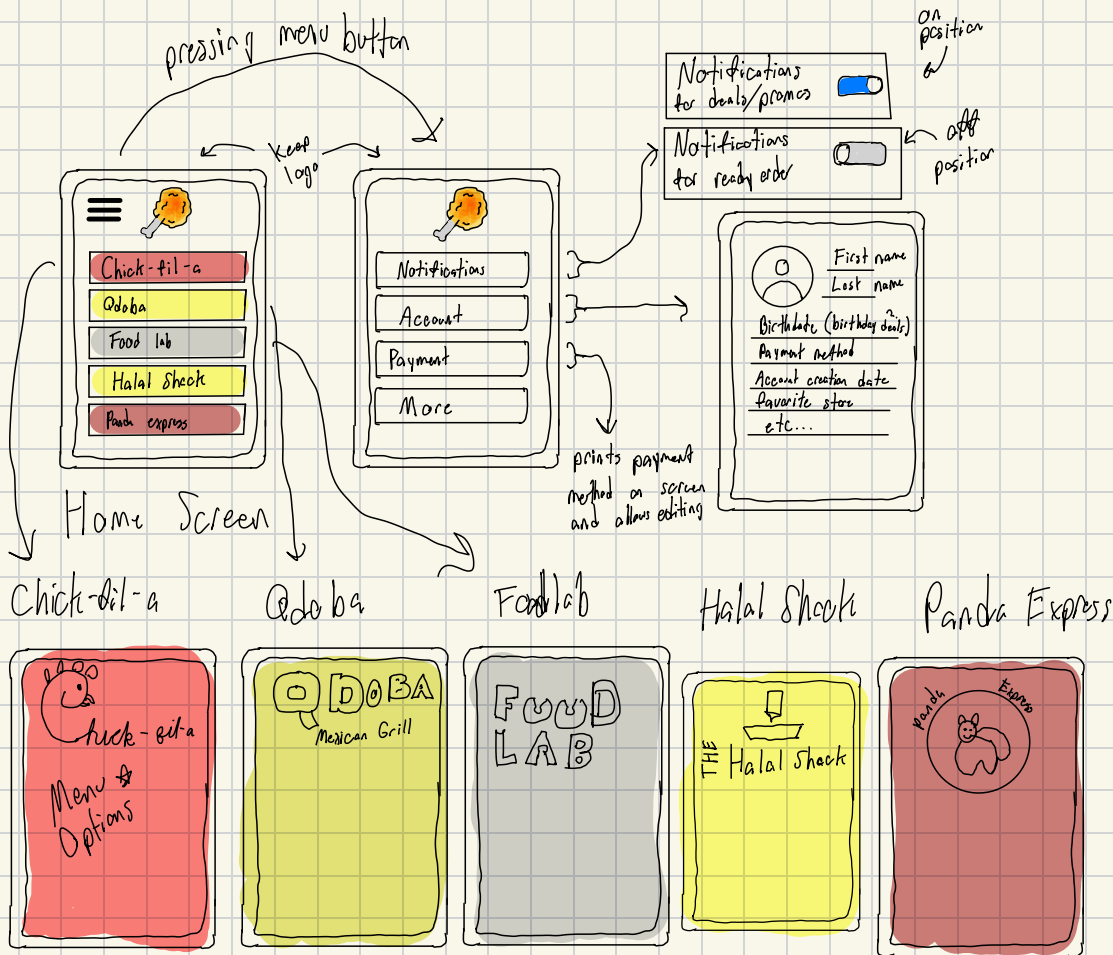 pressing menu button
Keep
logo
on
position
Notifications
for deals/promos
off
position
Notifications
for ready order
Chick-fil-a
Qdoba
Food lab
Halal Shack
Panda express
Home Screen
Notifications
Account
Payment
More
prints payment
method on screen
and allows editing
First name
Last name
Birthdate (birthday deals?)
Payment method
Account creation date
favorite store
etc...
Chick-fil-a
Qdoba
Foodlab
Halal Shack
Panda Express
Chick-fil-a
Menu
Options
QDOBA
Mexican Grill
FOOD
LAB
THE
Halal Shack
Panda Express